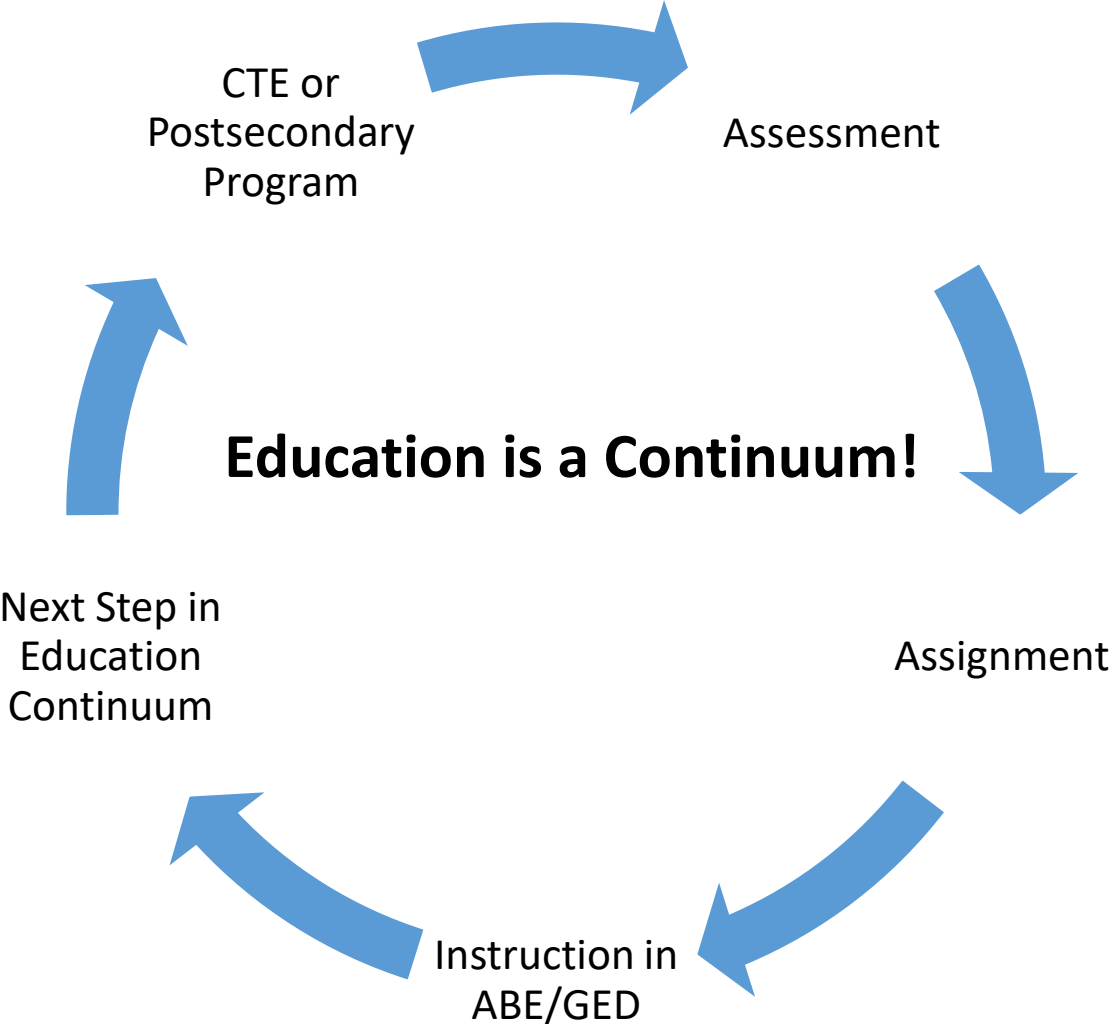 CTE or
Postsecondary
Program
Assessment
Education is a Continuum!
Next Step in
Education
Continuum
Assignment
Instruction in
ABE/GED